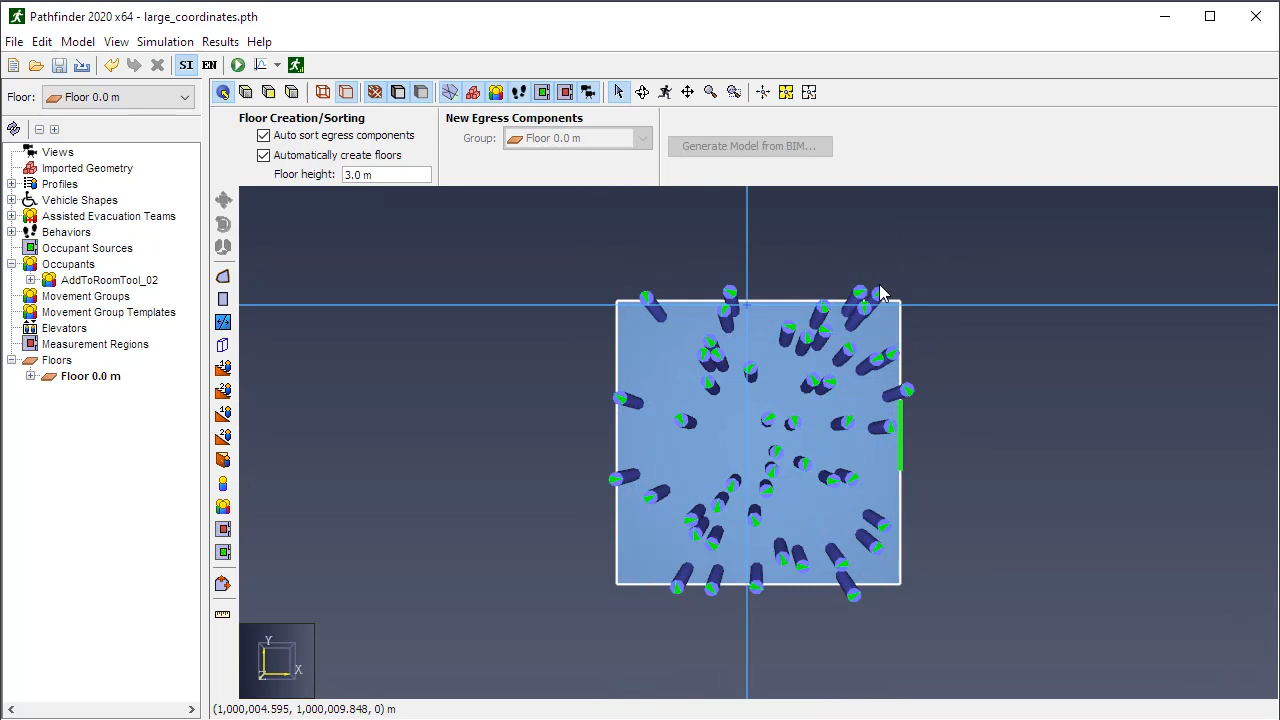 Pathfinder 2020 x64 - large_coordinates.pth
File Edit Model View Simulation Results Help
SI EN
Floor: Floor 0.0 m
Floor Creation/Sorting
Auto sort egress components
Automatically create floors
Floor height: 3.0 m
New Egress Components
Group: Floor 0.0 m
Generate Model from BIM...
Views
Imported Geometry
Profiles
Vehicle Shapes
Assisted Evacuation Teams
Behaviors
Occupant Sources
Occupants
AddToRoomTool_02
Movement Groups
Movement Group Templates
Elevators
Measurement Regions
Floors
Floor 0.0 m
Y
X
Z
(1,000,004.595, 1,000,009.848, 0) m